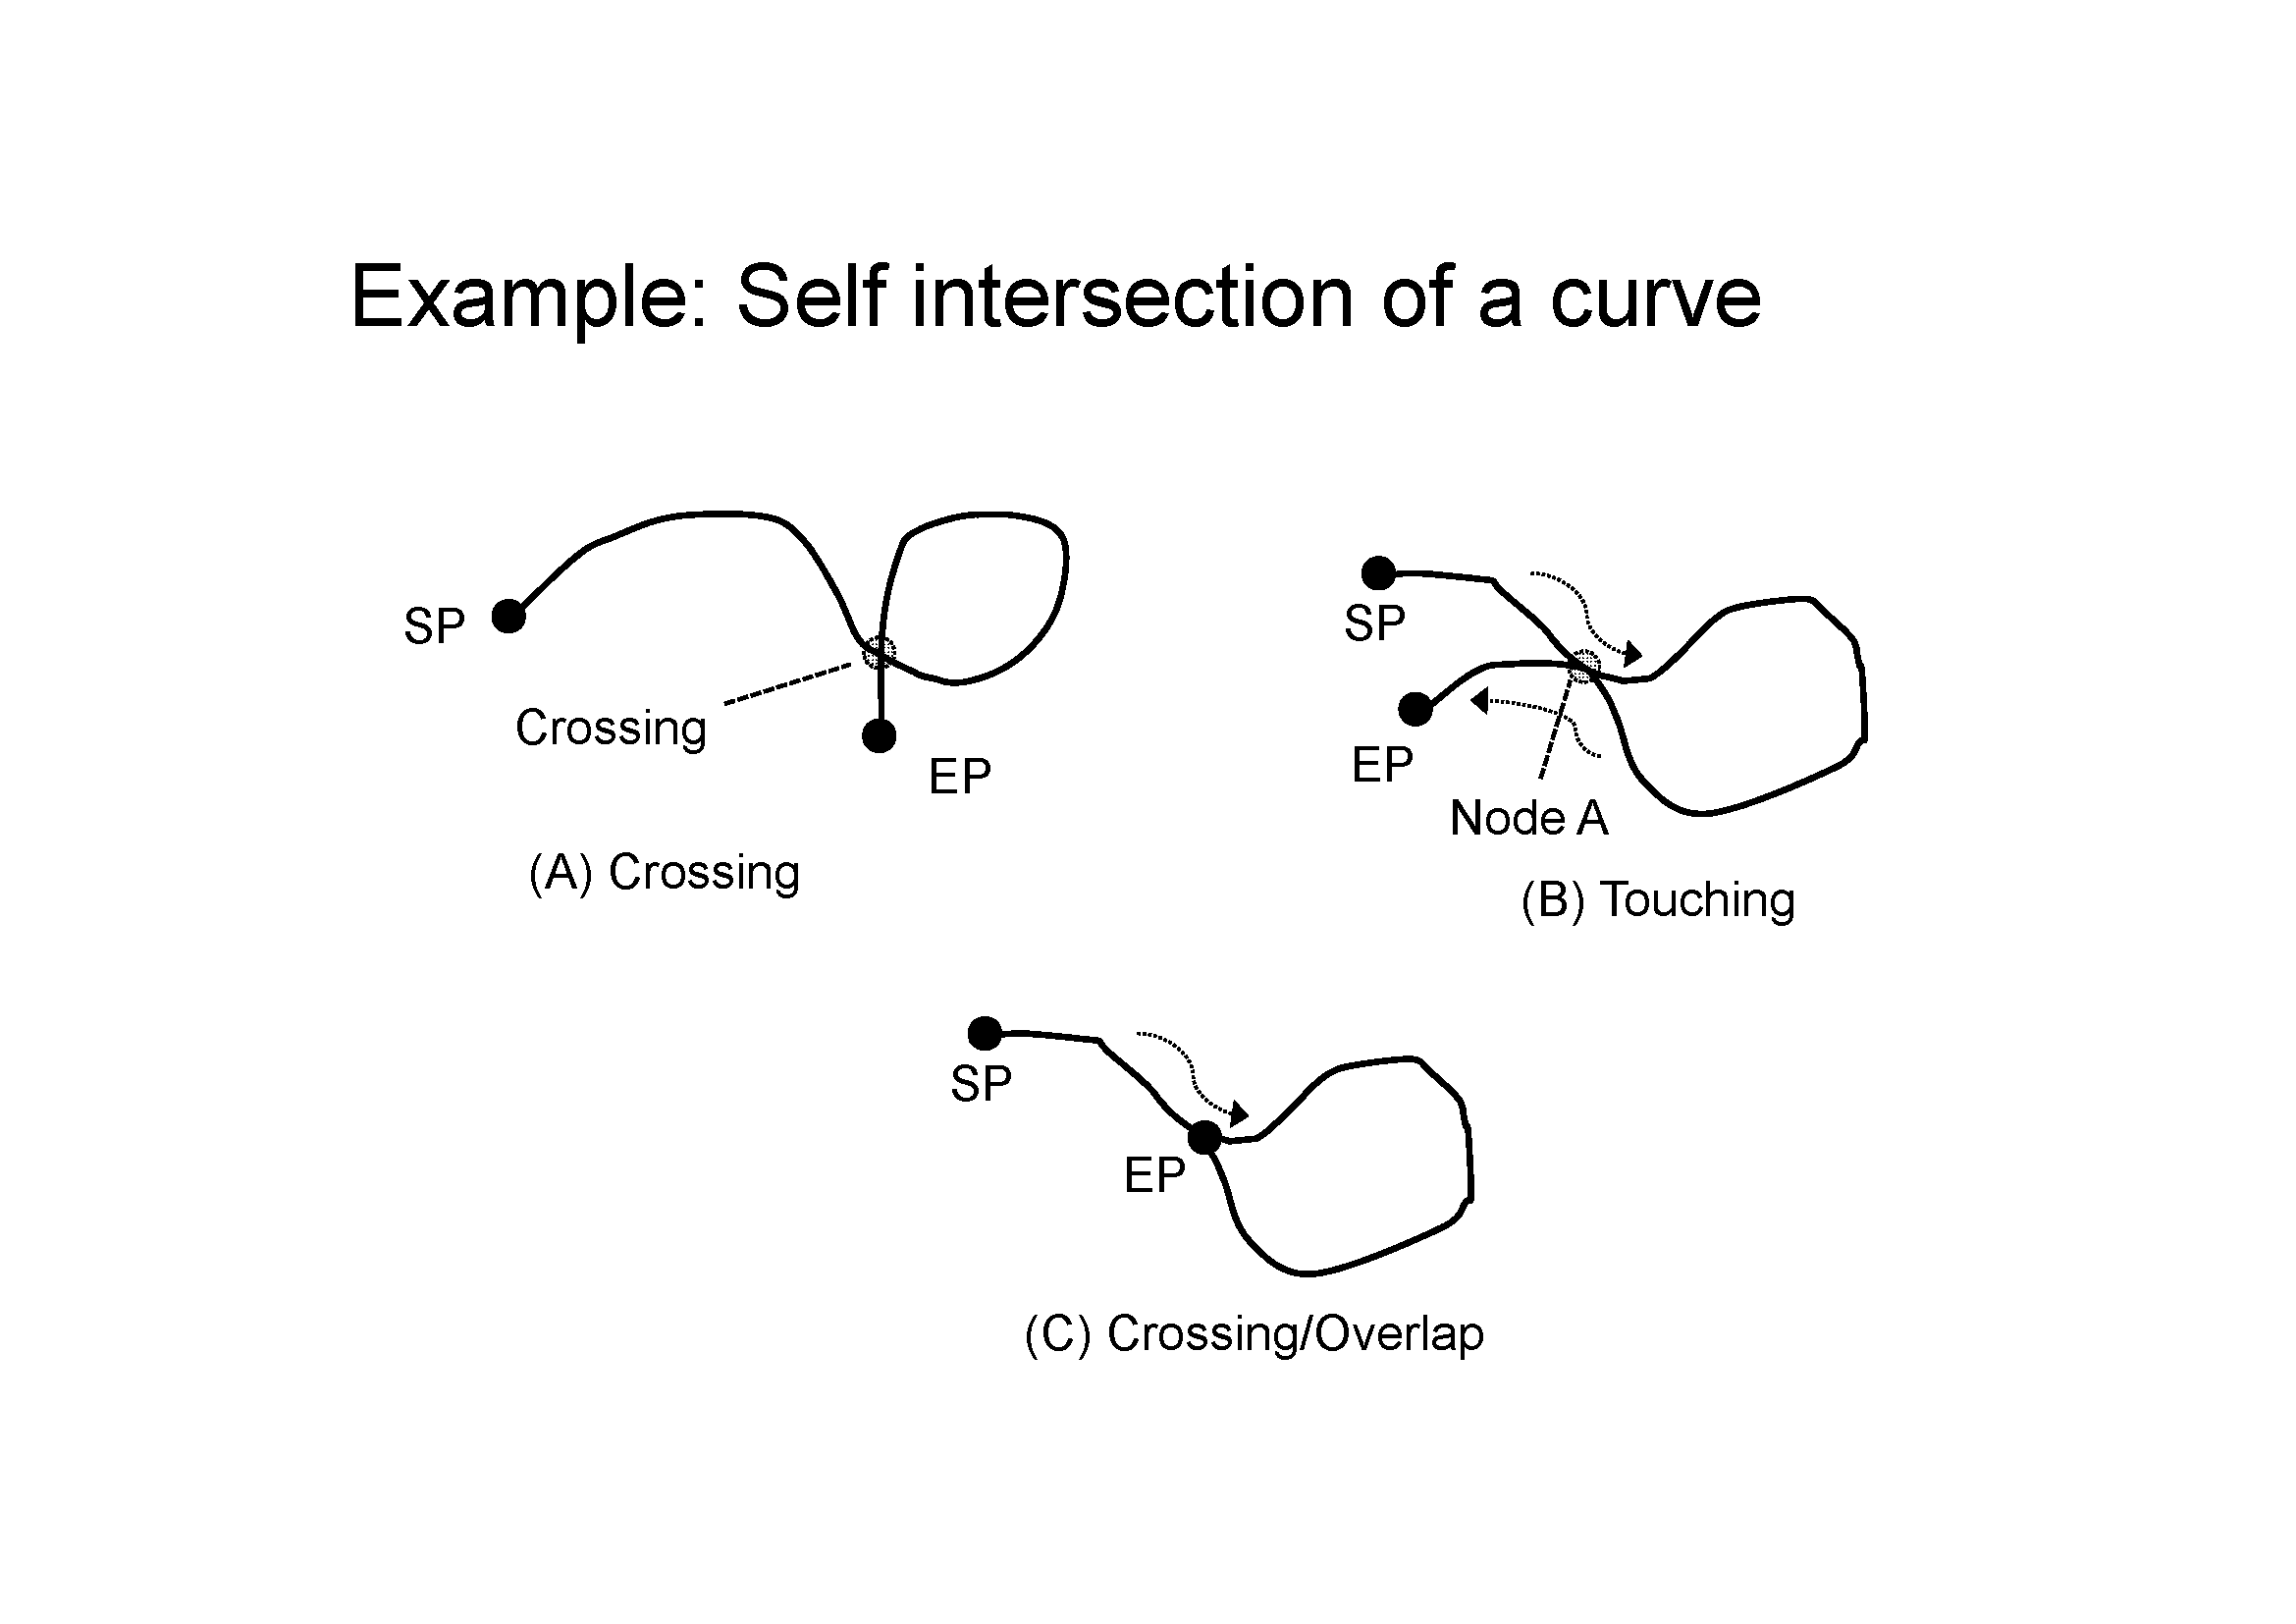 Example: Self intersection of a curve
SP
Crossing
EP
(A) Crossing
SP
EP
Node A
(B) Touching
SP
EP
(C) Crossing/Overlap